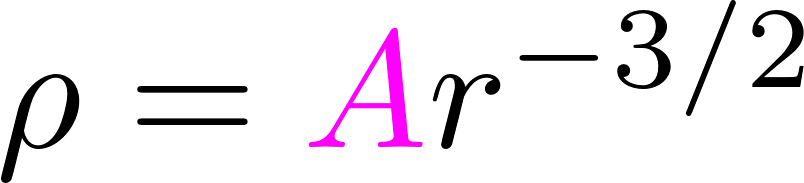 ρ = Ar^{-3/2}